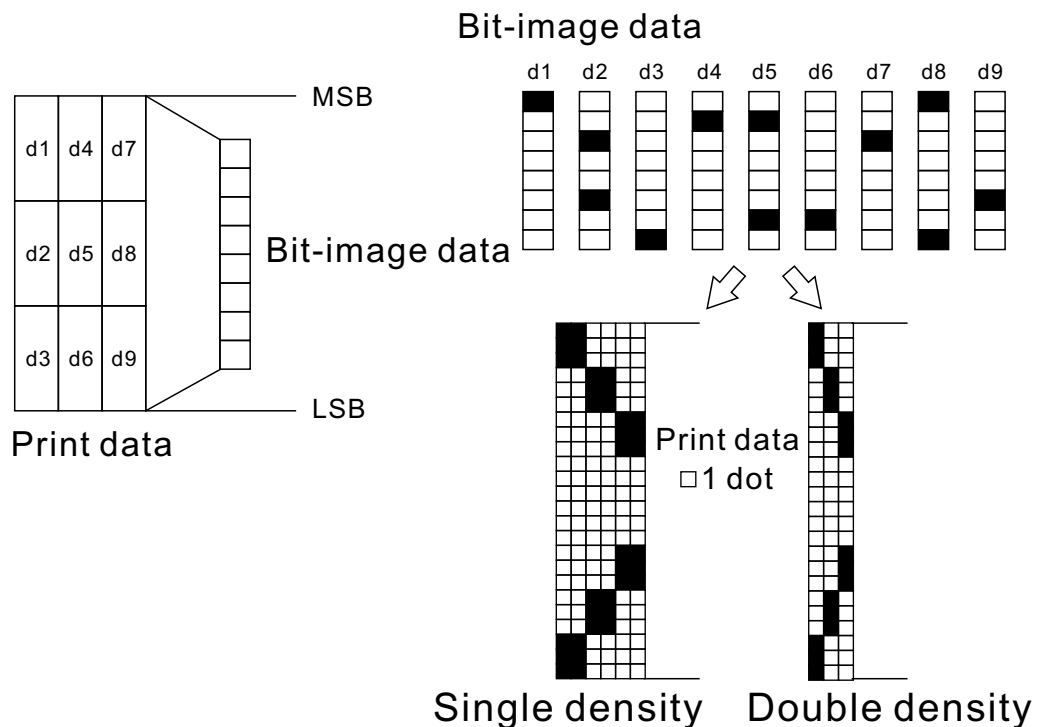 Bit-image data
d1 d2 d3 d4 d5 d6 d7 d8 d9
MSB
d1 d4 d7
d2 d5 d8
Bit-image data
d3 d6 d9
LSB
Print data
Print data
□1 dot
Single density
Double density